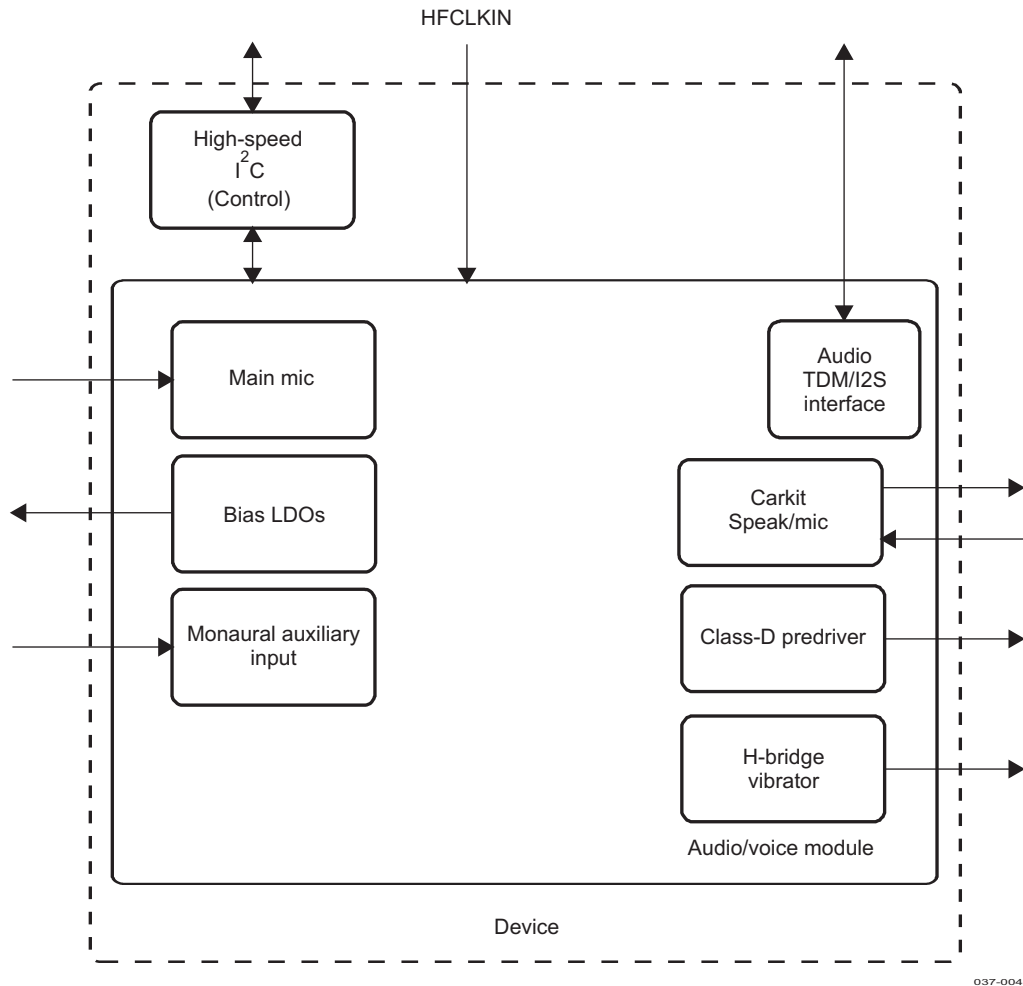 HFCLKIN
High-speed
I²C
(Control)
Main mic
Audio
TDM/I2S
interface
Bias LDOs
Carkit
Speak/mic
Monaural auxiliary
input
Class-D predriver
H-bridge
vibrator
Audio/voice module
Device
037-004